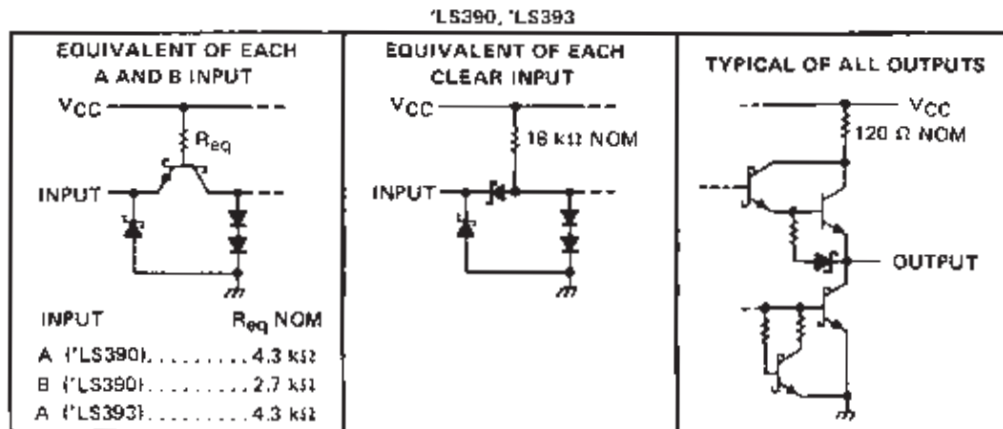 'LS390, 'LS393
EQUIVALENT OF EACH
A AND B INPUT
VCC
Req
INPUT
INPUT Req NOM
A ('LS390). . . . . . . . . 4.3 kΩ
B ('LS390). . . . . . . . . 2.7 kΩ
A ('LS393). . . . . . . . . 4.3 kΩ
EQUIVALENT OF EACH
CLEAR INPUT
VCC
18 kΩ NOM
INPUT
TYPICAL OF ALL OUTPUTS
VCC
120 Ω NOM
OUTPUT